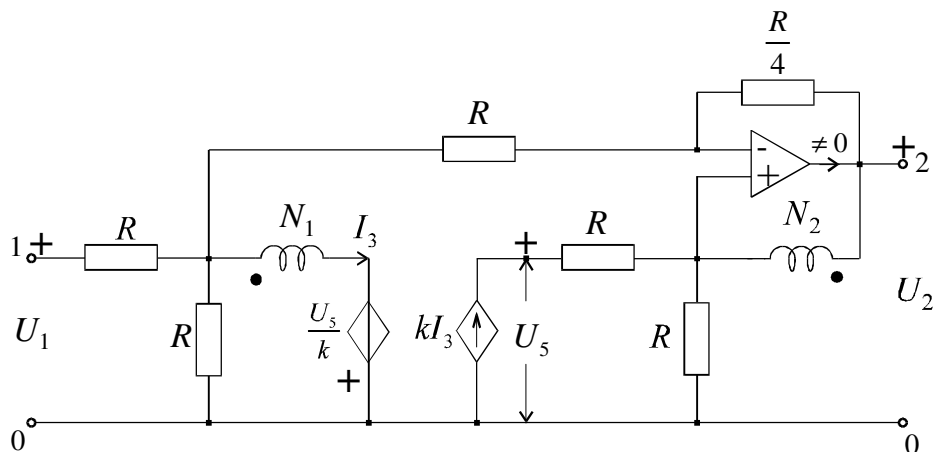 R
4
R
≠0
-
+
+
2
N₁
I₃
N₂
1
+
R
+
R
U₁
R
U₅
k
+
kI₃
U₅
R
U₂
0
0